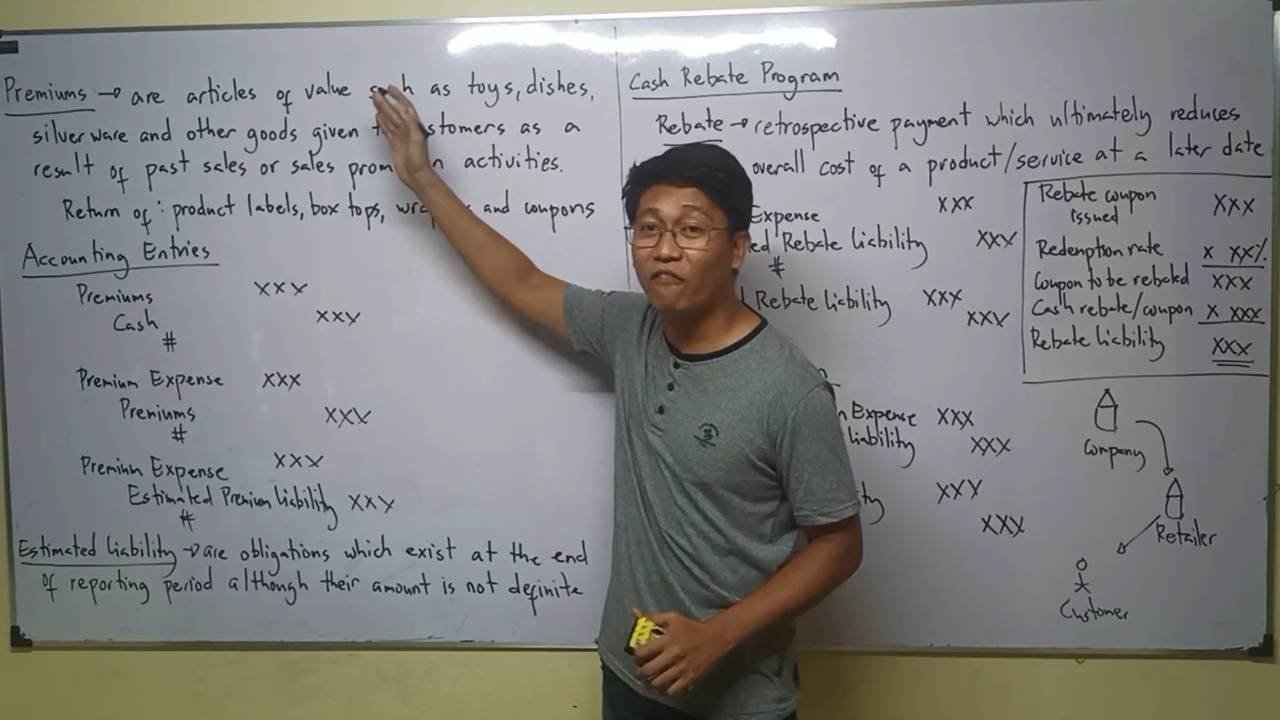 Premiums → are articles of value such as toys, dishes,
silverware and other goods given t stomers as a
result of past sales or sales prom n activities.
Return of: product labels, box tops, wra s and coupons
Accounting Entries
Premiums XXX
Cash XXX
#
Premium Expense XXX
Premiums XXX
#
Premium Expense XXX
Estimated Premium liability XXX
#
Estimated Liability → are obligations which exist at the end
of reporting period although their amount is not definite
Cash Rebate Program
Rebate → retrospective payment which ultimately reduces
overall cost of a product/service at a later date
Expense XXX
ed Rebate liability XXX
#
Rebate liability XXX
XXX
Expense XXX
liability XXX
ity XXX
XXX
Rebate coupon
issued XXX
Redemption rate X XX%
Coupon to be rebated XXX
Cash rebate/coupon X XXX
Rebate liability XXX
Company
Retailer
Customer